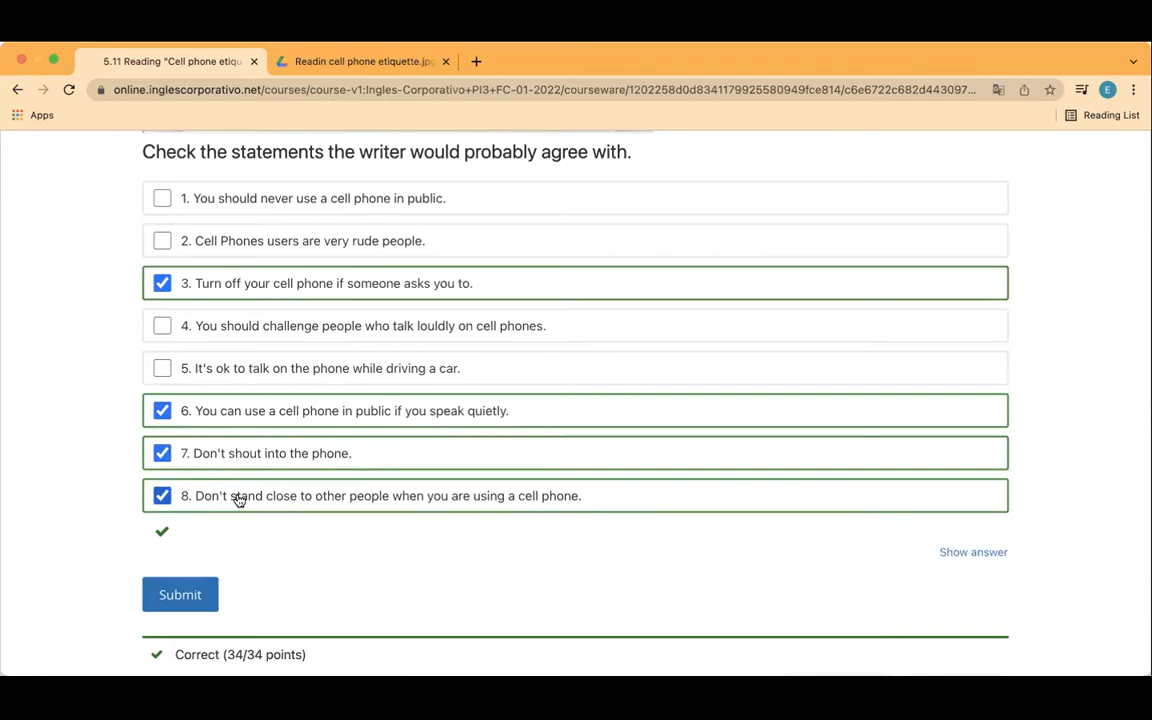 5.11 Reading "Cell phone etiqu
Readin cell phone etiquette.jpg
online.inglescorporativo.net/courses/course-v1:Ingles-Corporativo+PI3+FC-01-2022/courseware/1202258d0d8341179925580949fce814/c6e6722c682d443097...
E
Apps
Reading List
Check the statements the writer would probably agree with.
1. You should never use a cell phone in public.
2. Cell Phones users are very rude people.
3. Turn off your cell phone if someone asks you to.
4. You should challenge people who talk louldly on cell phones.
5. It's ok to talk on the phone while driving a car.
6. You can use a cell phone in public if you speak quietly.
7. Don't shout into the phone.
8. Don't stand close to other people when you are using a cell phone.
Show answer
Submit
Correct (34/34 points)